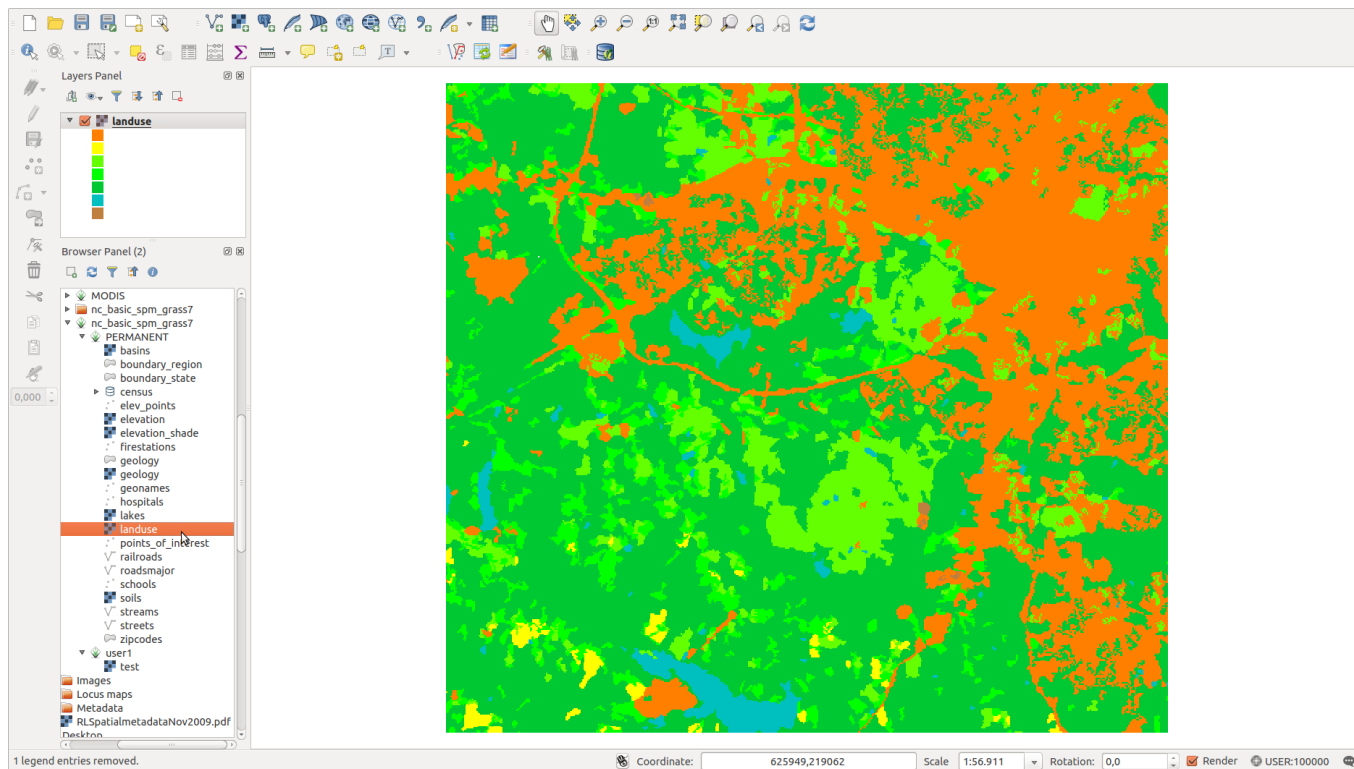 Layers Panel
landuse
Browser Panel (2)
MODIS
nc_basic_spm_grass7
nc_basic_spm_grass7
PERMANENT
basins
boundary_region
boundary_state
census
elev_points
elevation
elevation_shade
firestations
geology
geology
geonames
hospitals
lakes
landuse
points_of_interest
railroads
roadsmajor
schools
soils
streams
streets
zipcodes
user1
test
Images
Locus maps
Metadata
RLSpatialmetadataNov2009.pdf
Desktop
0,000
1 legend entries removed.
Coordinate: 625949,219062 Scale 1:56.911 Rotation: 0,0 Render USER:100000